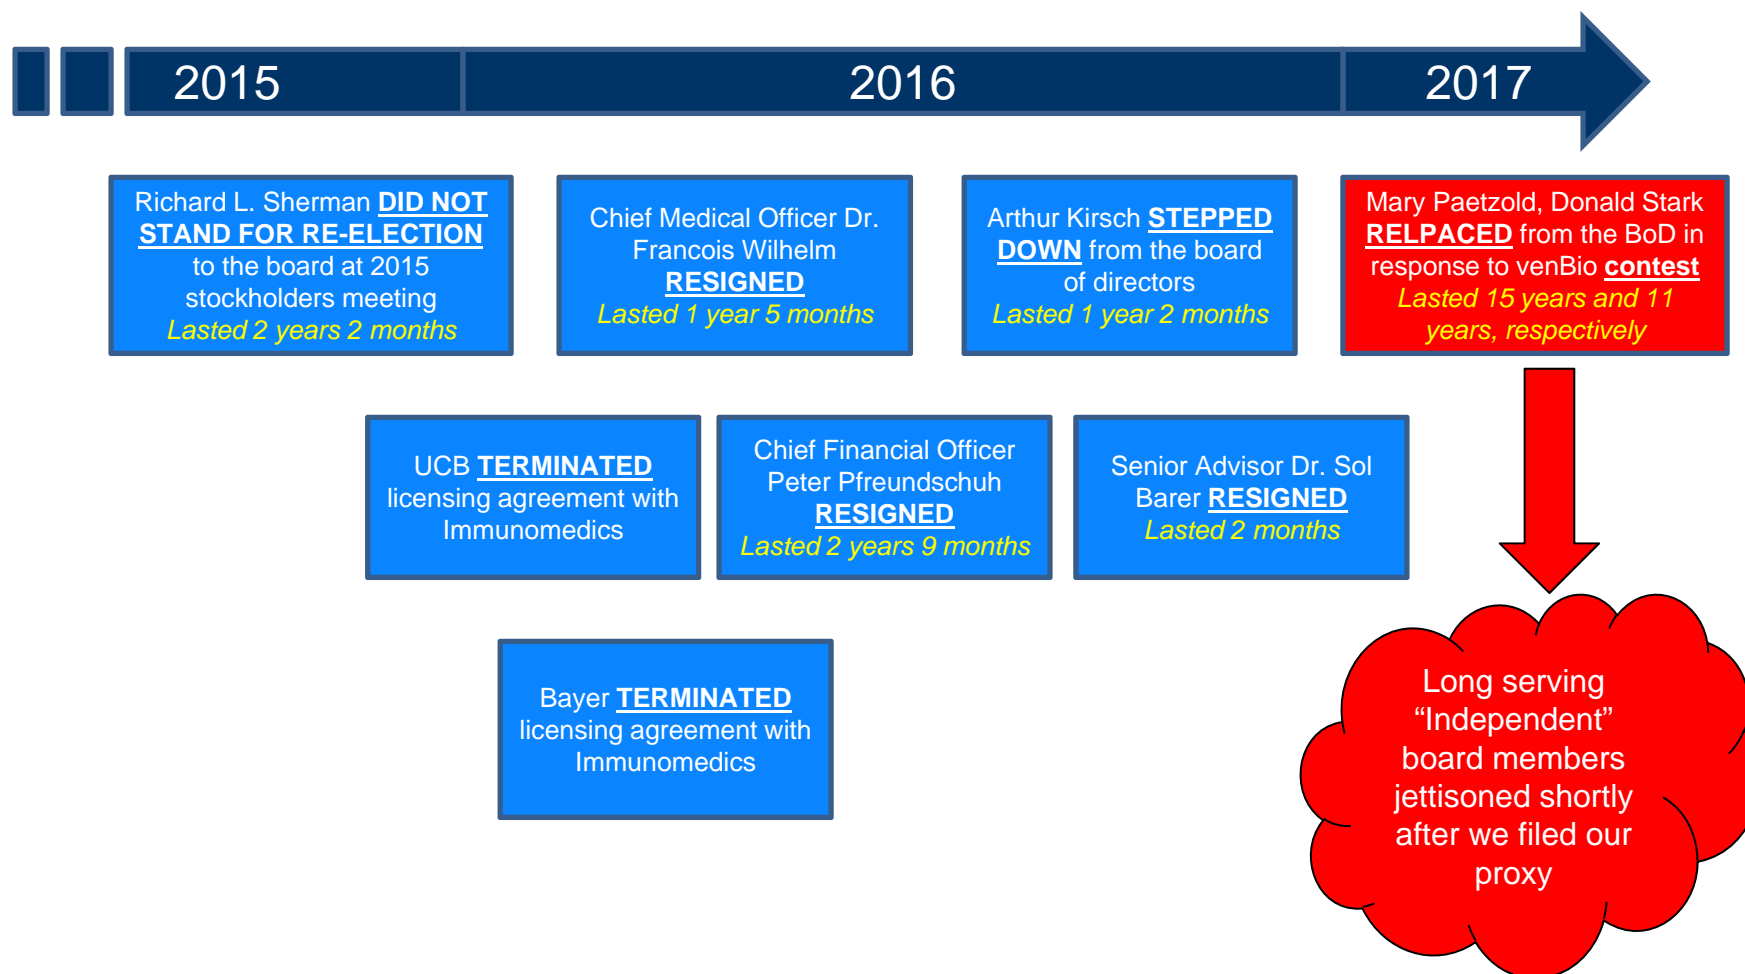 2015
2016
2017
Richard L. Sherman DID NOT
STAND FOR RE-ELECTION
to the board at 2015
stockholders meeting
Lasted 2 years 2 months
Chief Medical Officer Dr.
Francois Wilhelm
RESIGNED
Lasted 1 year 5 months
Arthur Kirsch STEPPED
DOWN from the board
of directors
Lasted 1 year 2 months
Mary Paetzold, Donald Stark
RELPACED from the BoD in
response to venBio contest
Lasted 15 years and 11
years, respectively
UCB TERMINATED
licensing agreement with
Immunomedics
Chief Financial Officer
Peter Pfreundschuh
RESIGNED
Lasted 2 years 9 months
Senior Advisor Dr. Sol
Barer RESIGNED
Lasted 2 months
Bayer TERMINATED
licensing agreement with
Immunomedics
Long serving
“Independent”
board members
jettisoned shortly
after we filed our
proxy